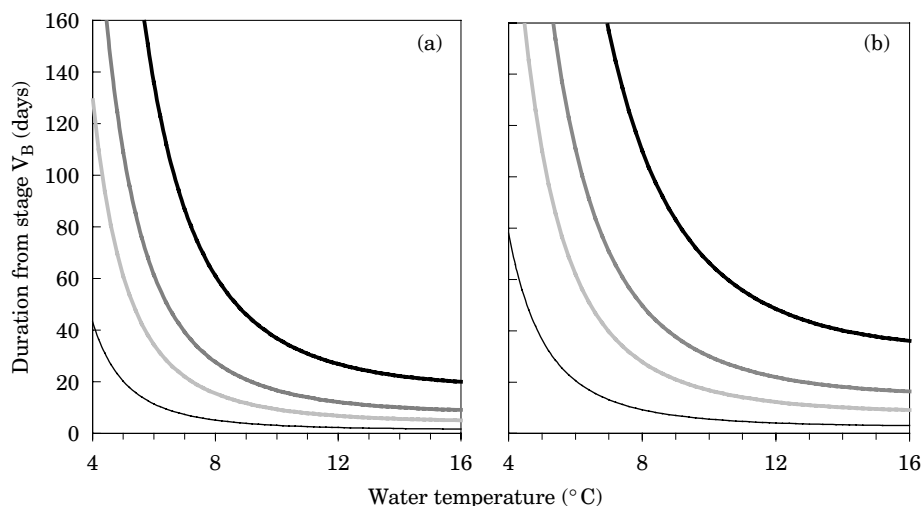 160
140
120
100
80
60
40
20
0
Duration from stage V_B (days)
(a)
(b)
4 8 12 16 4 8 12 16
Water temperature (°C)